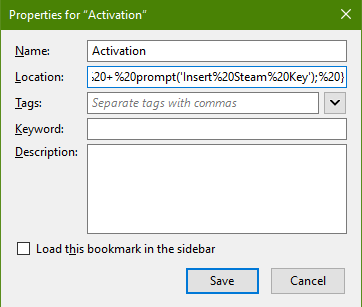 Properties for "Activation"
Name: Activation
Location: %20+%20prompt('Insert%20Steam%20Key');%20}
Tags: Separate tags with commas
Keyword:
Description:
Load this bookmark in the sidebar
Save Cancel